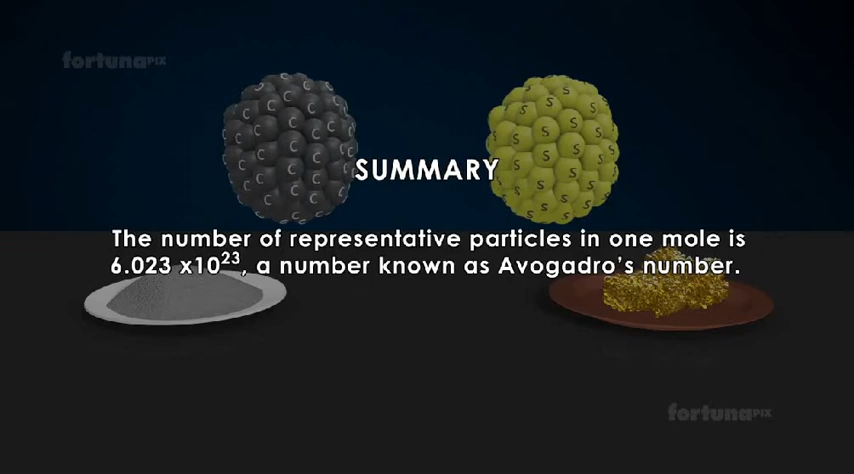 fortunaPIX
SUMMARY
The number of representative particles in one mole is
6.023 x10²³, a number known as Avogadro's number.
fortunaPIX